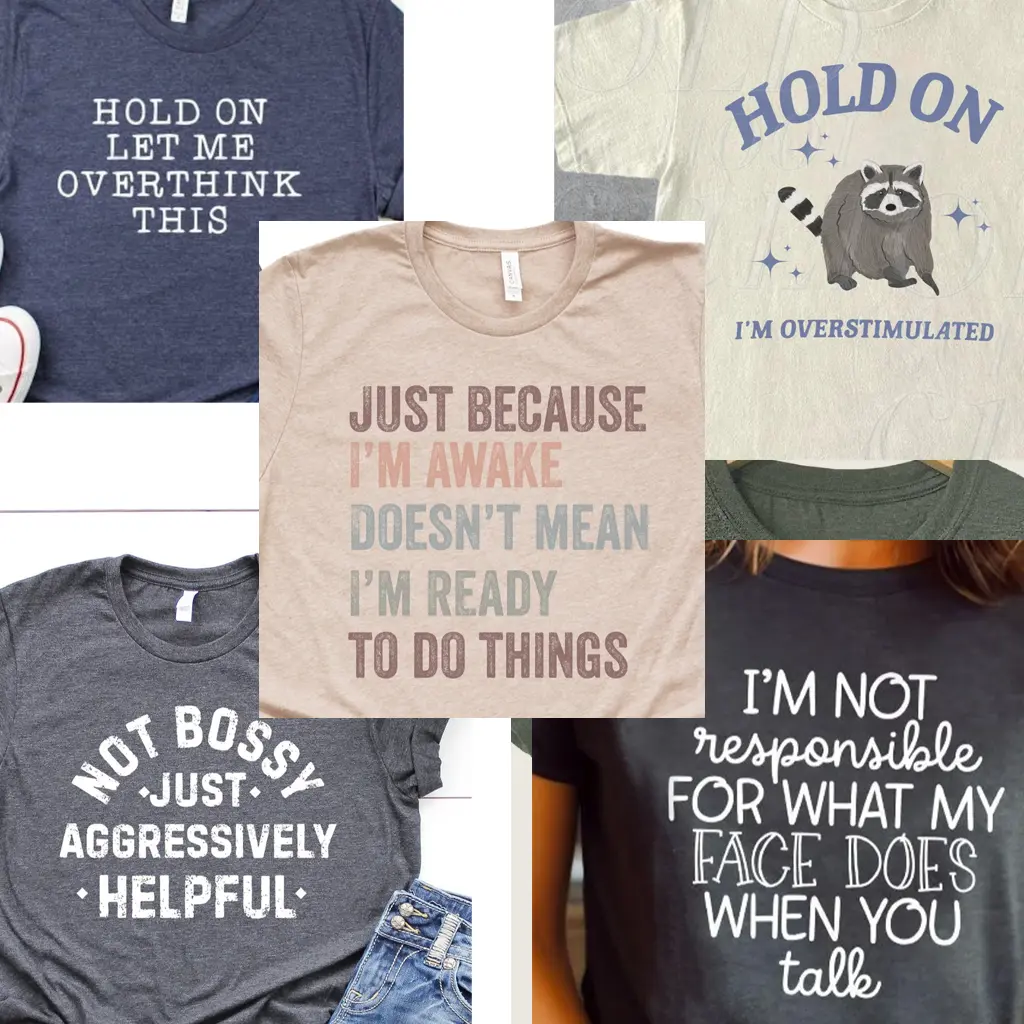 HOLD ON
LET ME
OVERTHINK
THIS
HOLD ON
I'M OVERSTIMULATED
CANVAS
JUST BECAUSE
I'M AWAKE
DOESN'T MEAN
I'M READY
TO DO THINGS
NOT BOSSY
·JUST·
AGGRESSIVELY
·HELPFUL·
I'M NOT
responsible
FOR WHAT MY
FACE DOES
WHEN YOU
talk